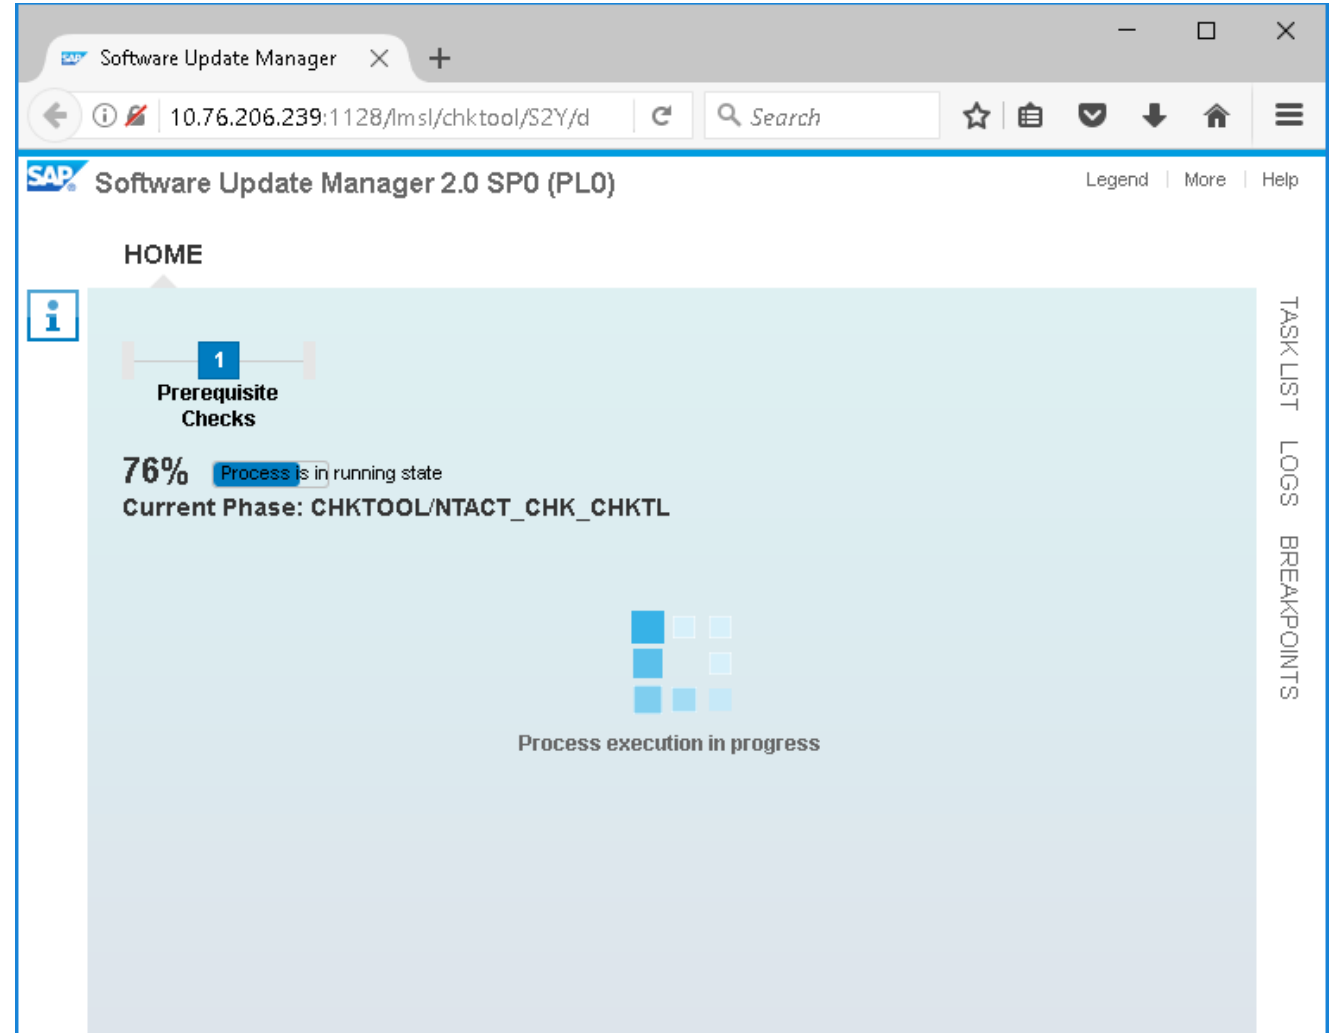 Software Update Manager
10.76.206.239:1128/lmsl/chktool/S2Y/d
Search
SAP
Software Update Manager 2.0 SP0 (PL0)
Legend | More | Help
HOME
1
Prerequisite
Checks
76% Process is in running state
Current Phase: CHKTOOL/NTACT_CHK_CHKTL
Process execution in progress
TASK LIST
LOGS
BREAKPOINTS